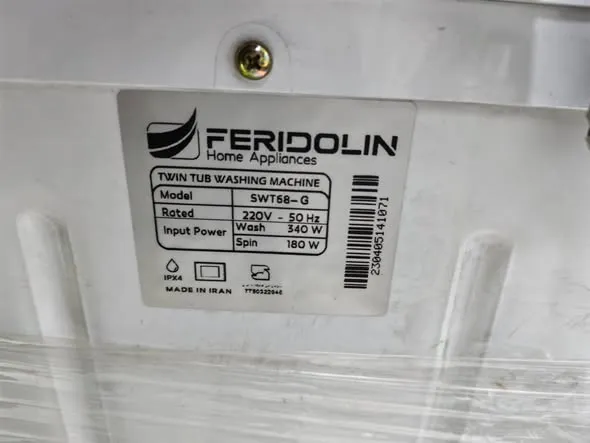 FERIDOLIN
Home Appliances
TWIN TUB WASHING MACHINE
Model SWT68-G
Rated 220V - 50 Hz
Input Power Wash 340 W
Spin 180 W
IPX4
MADE IN IRAN
230405141071